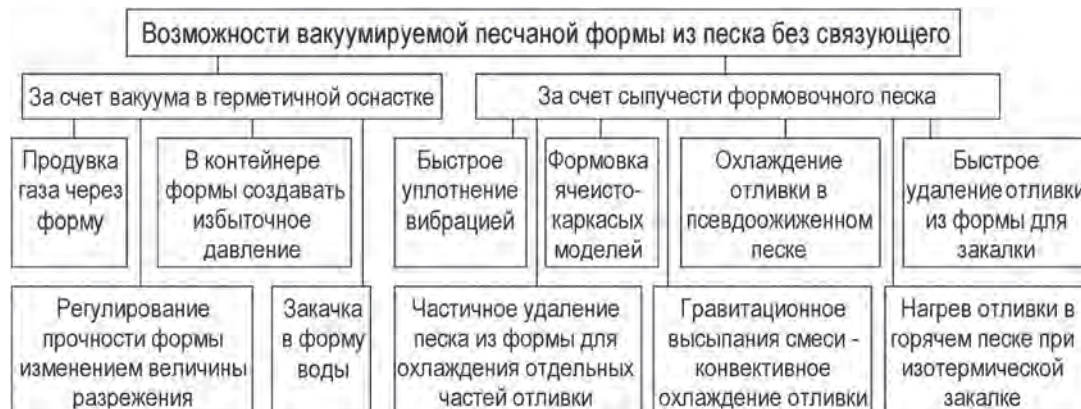 Возможности вакуумируемой песчаной формы из песка без связующего
За счет вакуума в герметичной оснастке
За счет сыпучести формовочного песка
Продувка
газа через
форму
В контейнере
формы создавать
избыточное
давление
Быстрое
уплотнение
вибрацией
Формовка
ячеисто-
каркасых
моделей
Охлаждение
отливки в
псевдоожиженном
песке
Быстрое
удаление отливки
из формы для
закалки
Регулирование
прочности формы
изменением величины
разрежения
Закачка
в форму
воды
Частичное удаление
песка из формы для
охлаждения отдельных
частей отливки
Гравитационное
высыпания смеси -
конвективное
охлаждение отливки
Нагрев отливки в
горячем песке при
изотермической
закалке